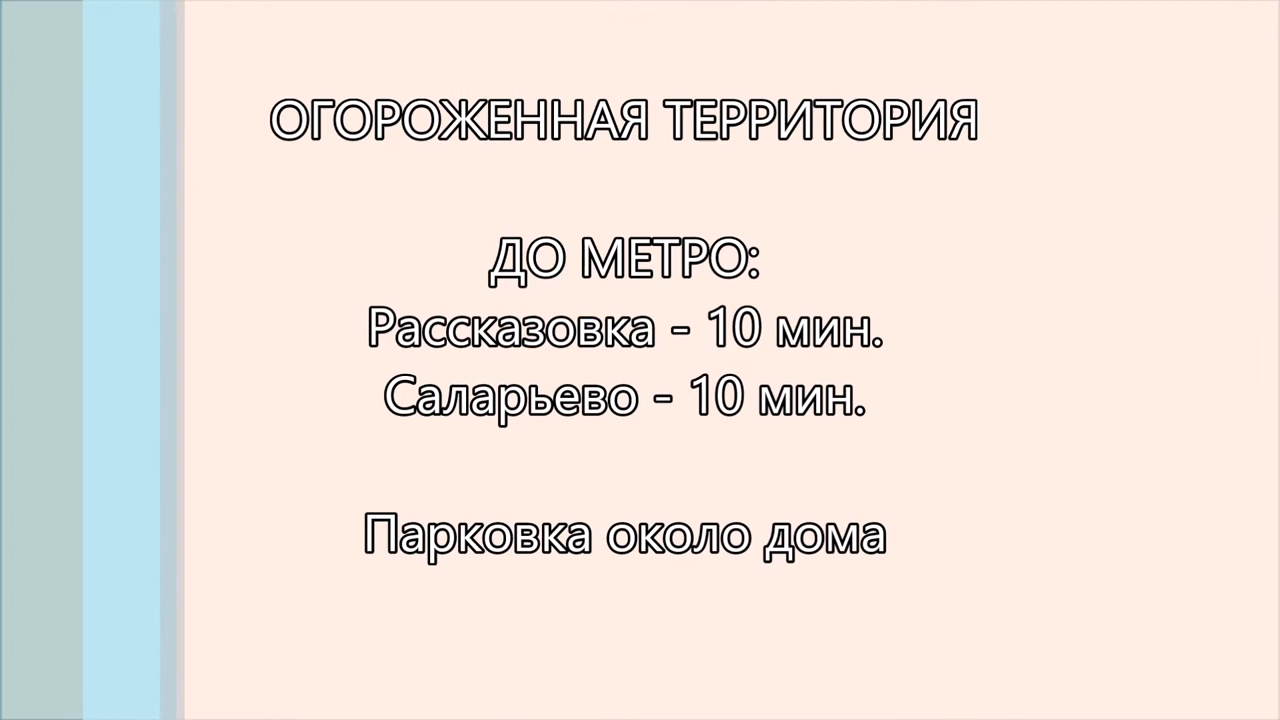 ОГОРОЖЕННАЯ ТЕРРИТОРИЯ
ДО МЕТРО:
Рассказовка - 10 мин.
Саларьево - 10 мин.
Парковка около дома